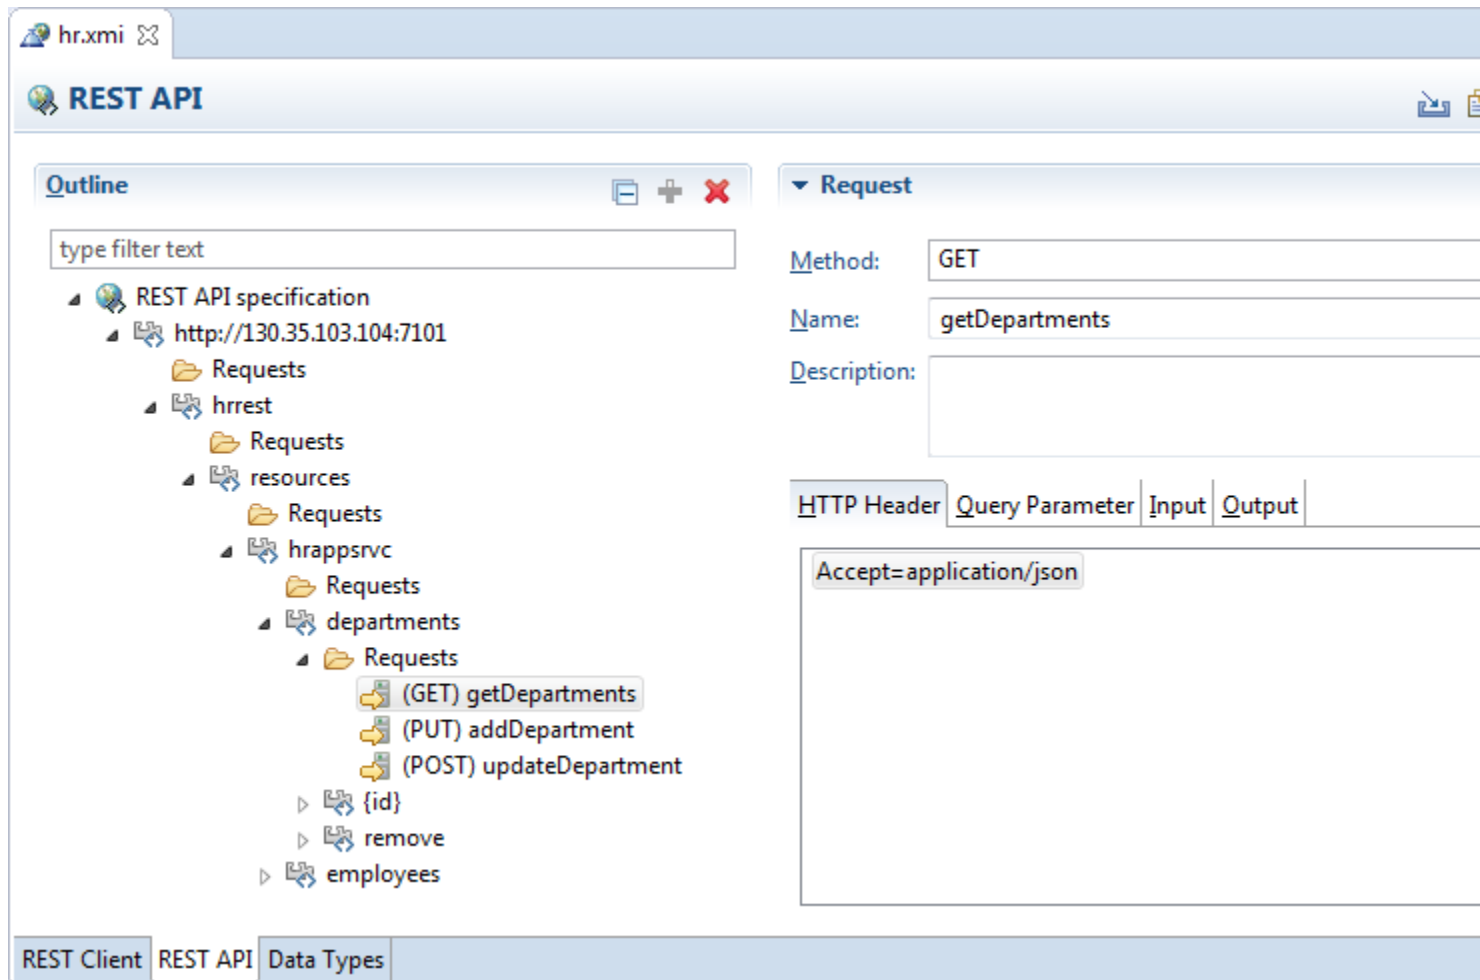 hr.xmi
REST API
Outline
type filter text
REST API specification
http://130.35.103.104:7101
Requests
hrrest
Requests
resources
Requests
hrappsrvc
Requests
departments
Requests
(GET) getDepartments
(PUT) addDepartment
(POST) updateDepartment
{id}
remove
employees
Request
Method: GET
Name: getDepartments
Description:
HTTP Header Query Parameter Input Output
Accept=application/json
REST Client REST API Data Types